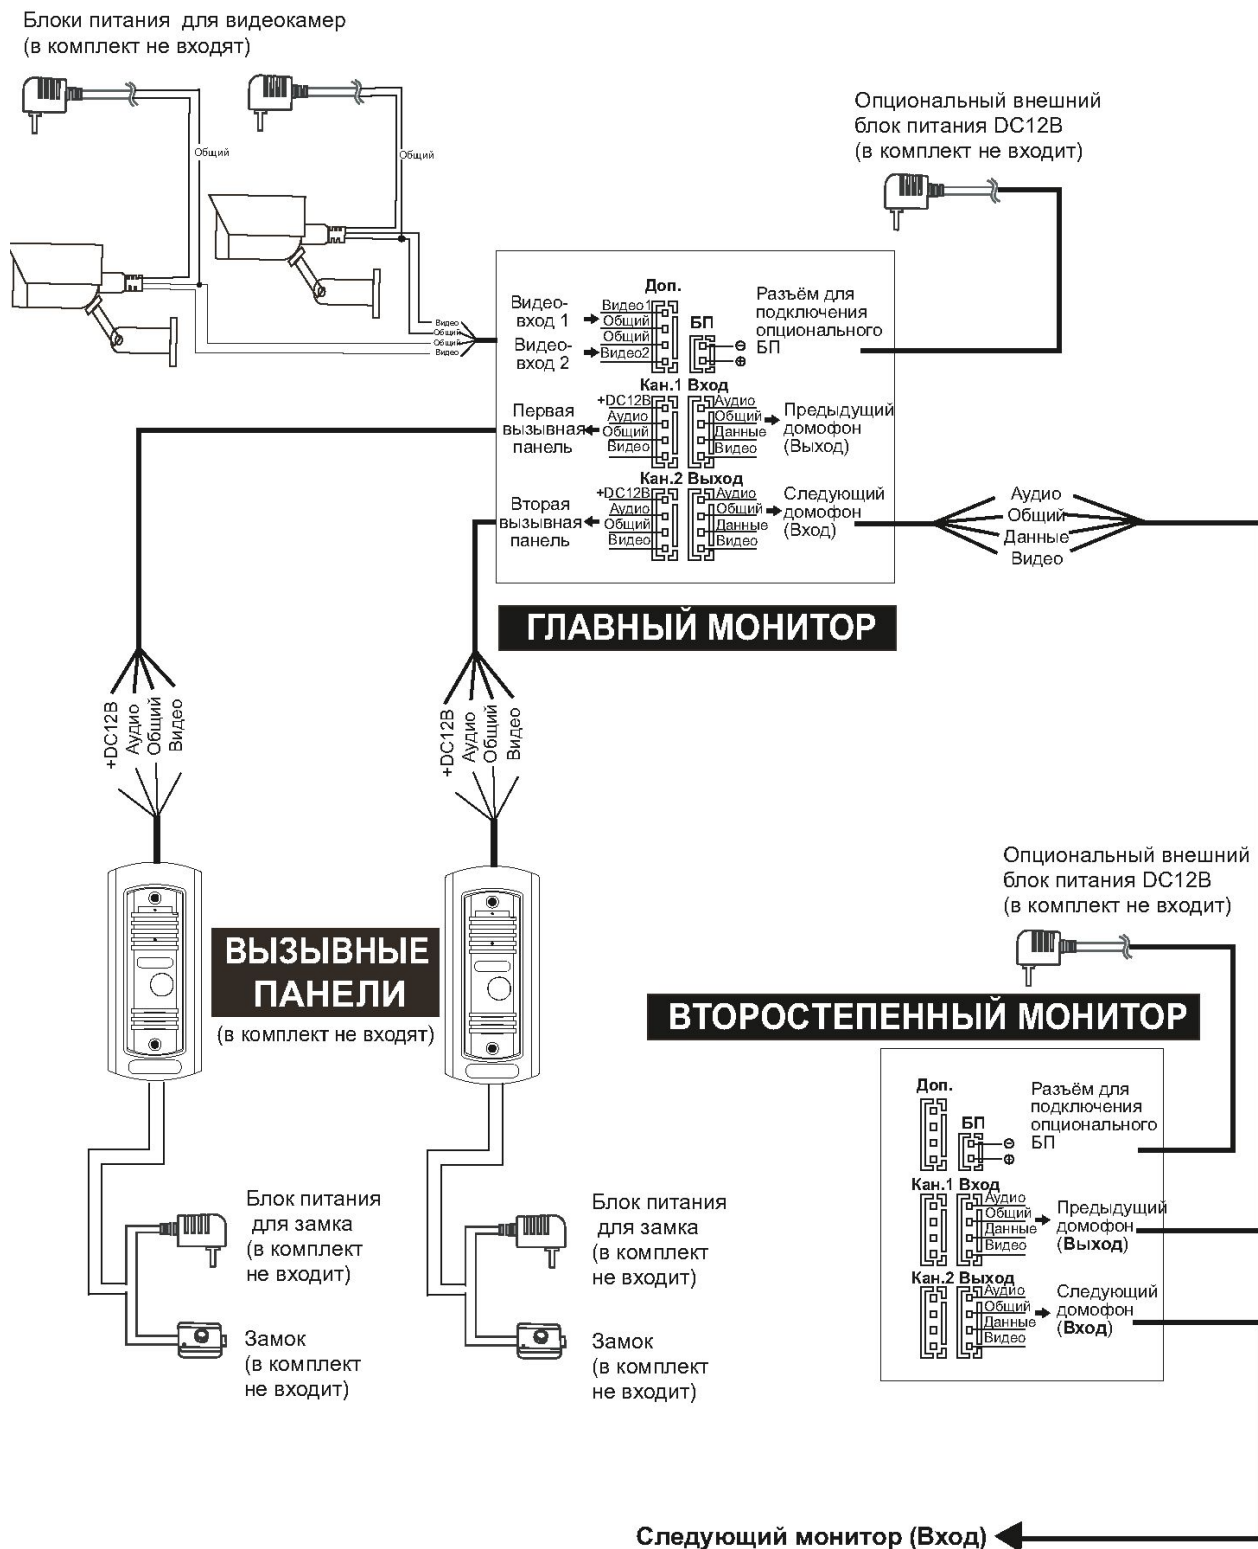 Блоки питания для видеокамер
(в комплект не входят)
Общий
Общий
Опциональный внешний
блок питания DC12В
(в комплект не входит)
Видео
Общий
Общий
Видео
Видео-
вход 1
Видео-
вход 2
Доп.
Видео1
Общий
Общий
Видео2
БП
Разъём для
подключения
опционального
БП
Первая
вызывная
панель
Кан.1 Вход
+DC12В
Аудио
Общий
Видео
Аудио
Общий
Данные
Видео
Предыдущий
домофон
(Выход)
Вторая
вызывная
панель
Кан.2 Выход
+DC12В
Аудио
Общий
Видео
Аудио
Общий
Данные
Видео
Следующий
домофон
(Вход)
Аудио
Общий
Данные
Видео
ГЛАВНЫЙ МОНИТОР
+DC12В
Аудио
Общий
Видео
+DC12В
Аудио
Общий
Видео
ВЫЗЫВНЫЕ
ПАНЕЛИ
(в комплект не входят)
Опциональный внешний
блок питания DC12В
(в комплект не входит)
ВТОРОСТЕПЕННЫЙ МОНИТОР
Доп.
БП
Разъём для
подключения
опционального
БП
Кан.1 Вход
Аудио
Общий
Данные
Видео
Предыдущий
домофон
(Выход)
Кан.2 Выход
Аудио
Общий
Данные
Видео
Следующий
домофон
(Вход)
Блок питания
для замка
(в комплект
не входит)
Замок
(в комплект
не входит)
Блок питания
для замка
(в комплект
не входит)
Замок
(в комплект
не входит)
Следующий монитор (Вход)